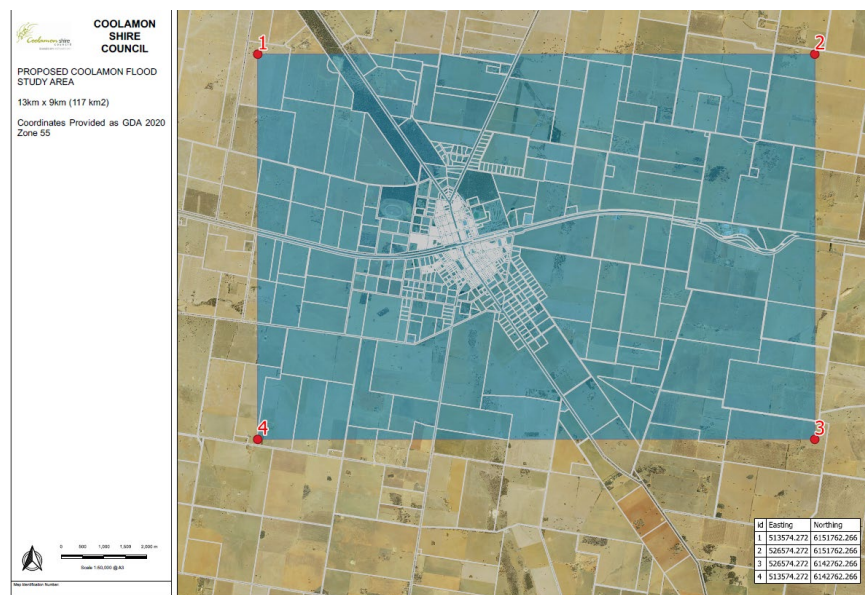 Coolamon shire
COUNCIL
COOLAMON
SHIRE
COUNCIL
PROPOSED COOLAMON FLOOD
STUDY AREA
13km x 9km (117 km2)
Coordinates Provided as GDA 2020
Zone 55
1
2
4
3
0 500 1,000 1,500 2,000 m
Scale 1:60,000 @A3
Map Identification Number:
id Easting Northing
1 513574.272 6151762.266
2 526574.272 6151762.266
3 526574.272 6142762.266
4 513574.272 6142762.266